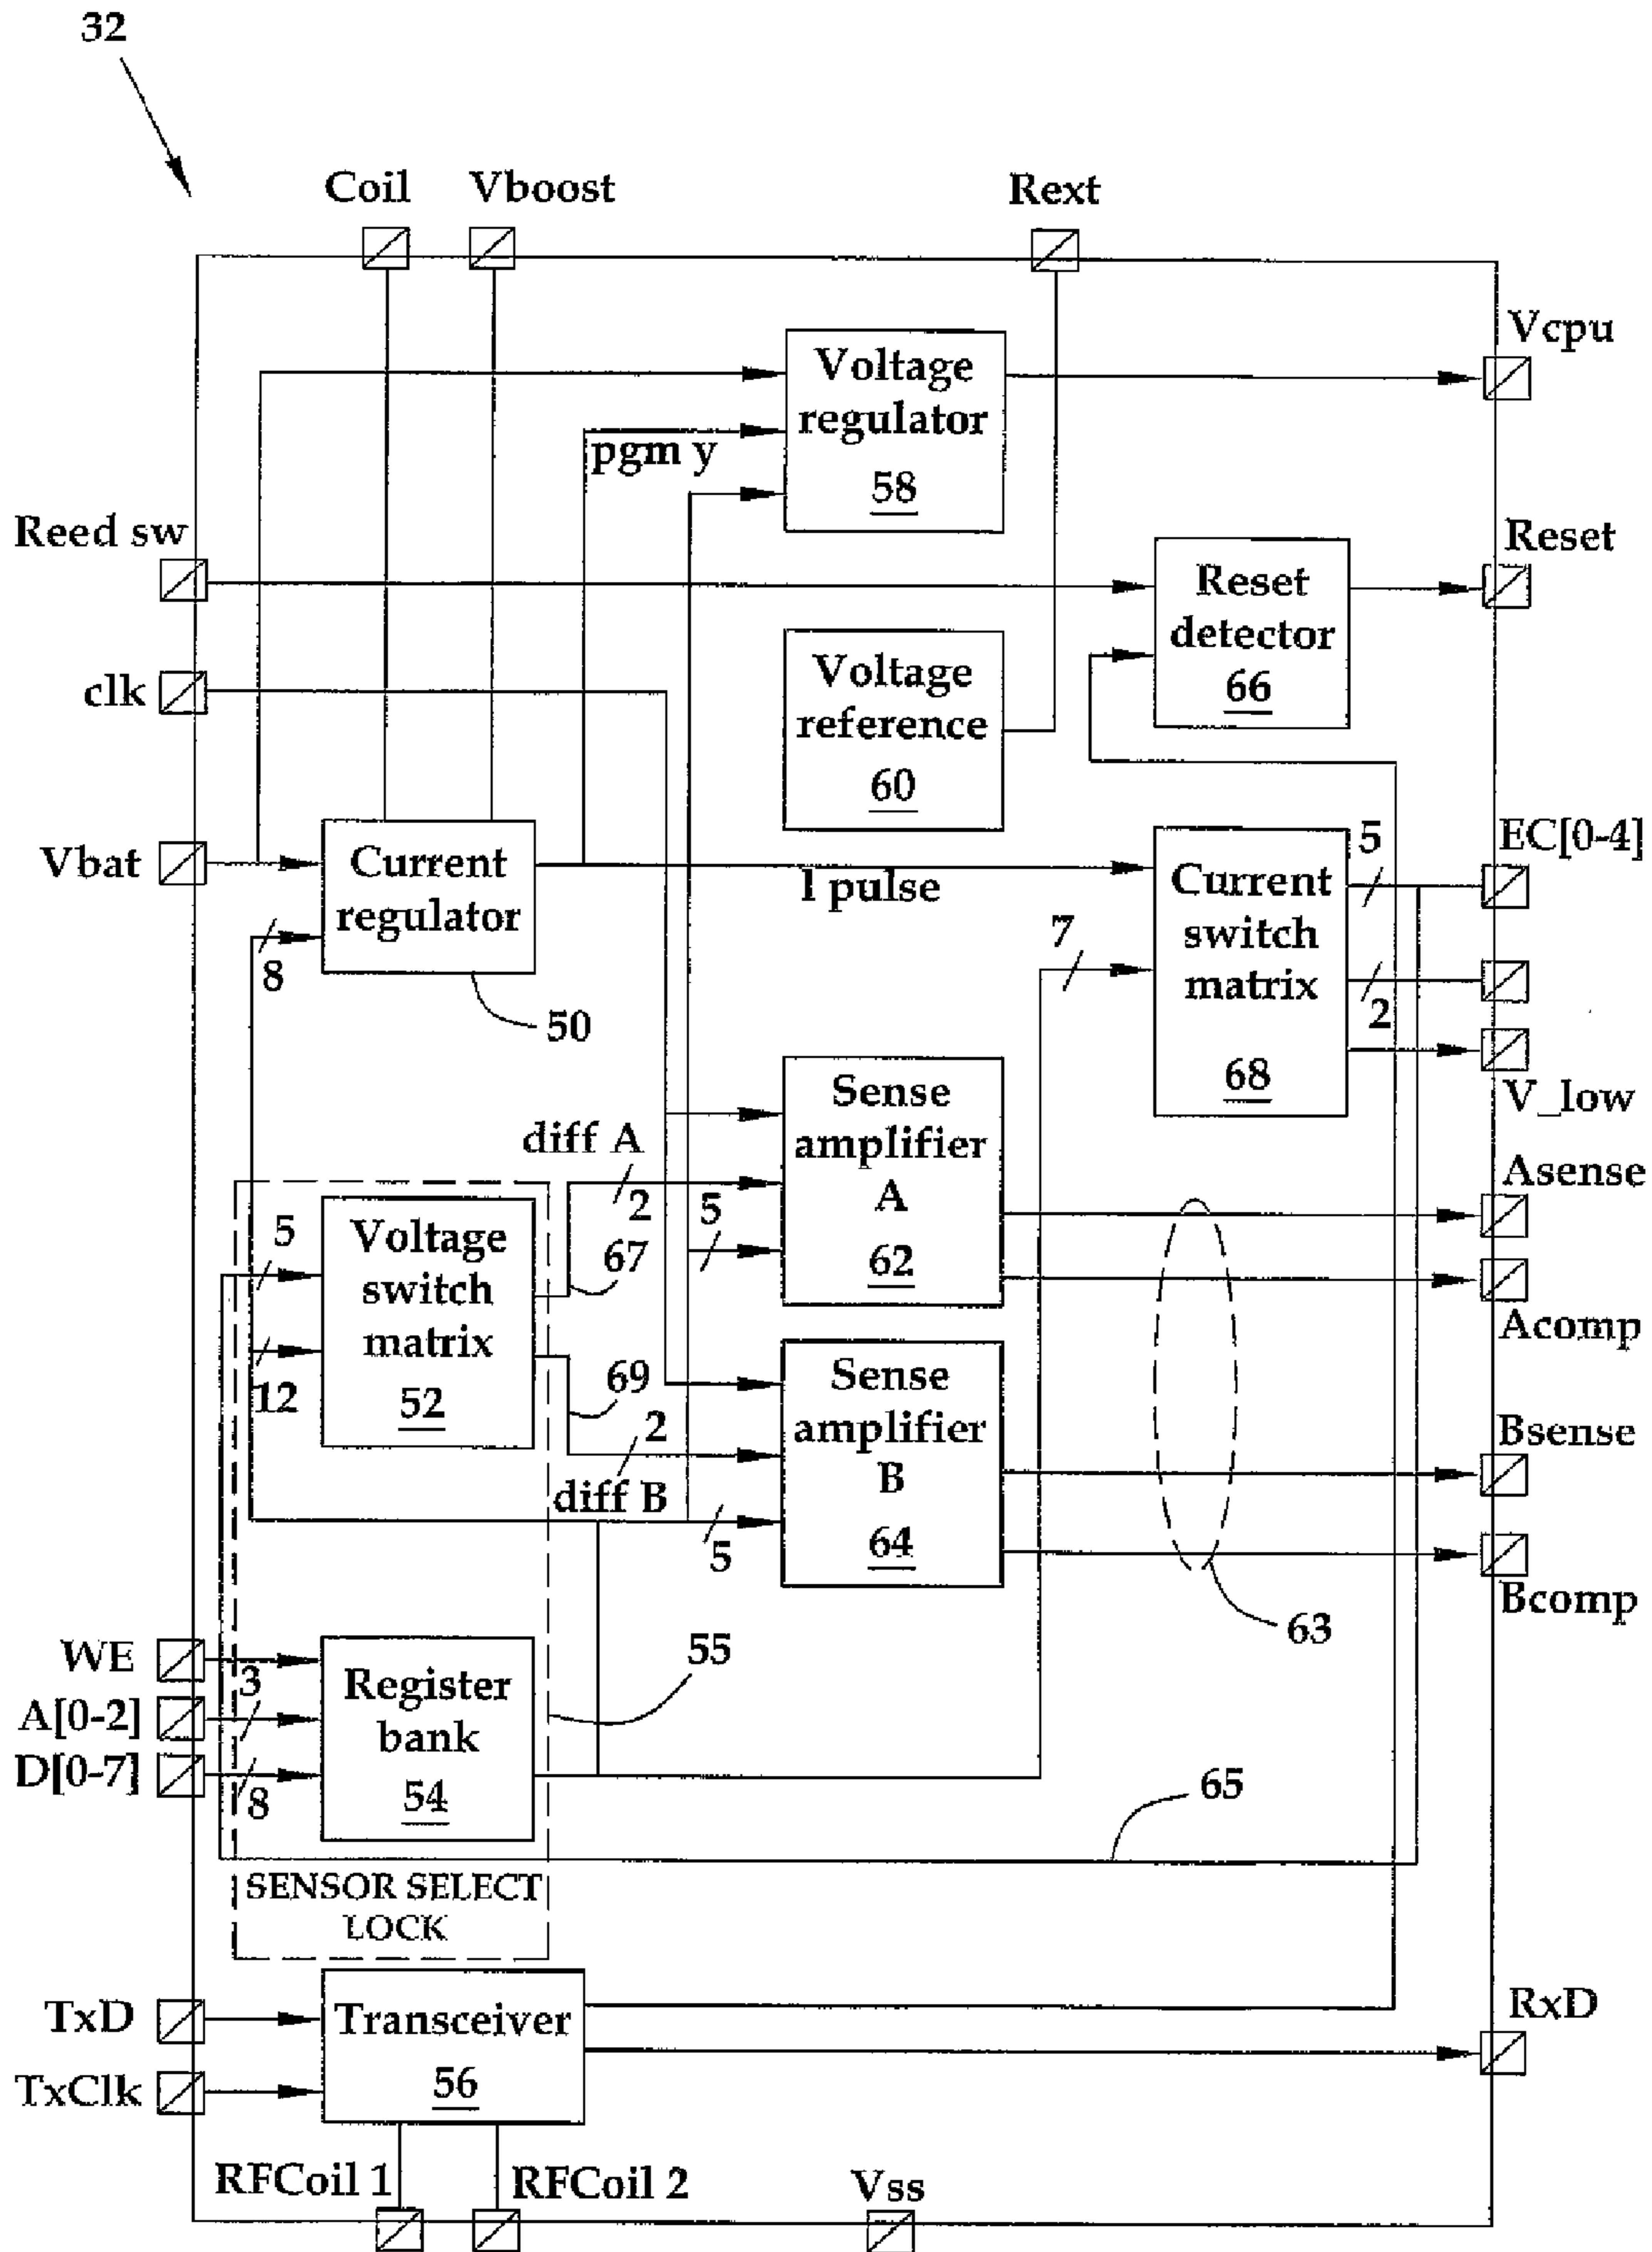 32
Coil
Vboost
Rext
Vcpu
Voltage
regulator
58
pgm y
Reed sw
Reset
Reset
detector
66
clk
Voltage
reference
60
Vbat
Current
regulator
8
50
I pulse
5
EC[0-4]
Current
switch
matrix
68
7
2
V_low
Sense
amplifier
A
62
diff A
2
5
Asense
Acomp
5
Voltage
switch
matrix
52
12
67
69
2
diff B
5
Sense
amplifier
B
64
Bsense
Bcomp
63
WE
3
A[0-2]
D[0-7]
8
Register
bank
54
55
65
SENSOR SELECT
LOCK
TxD
Transceiver
56
TxClk
RxD
RFCoil 1
RFCoil 2
Vss